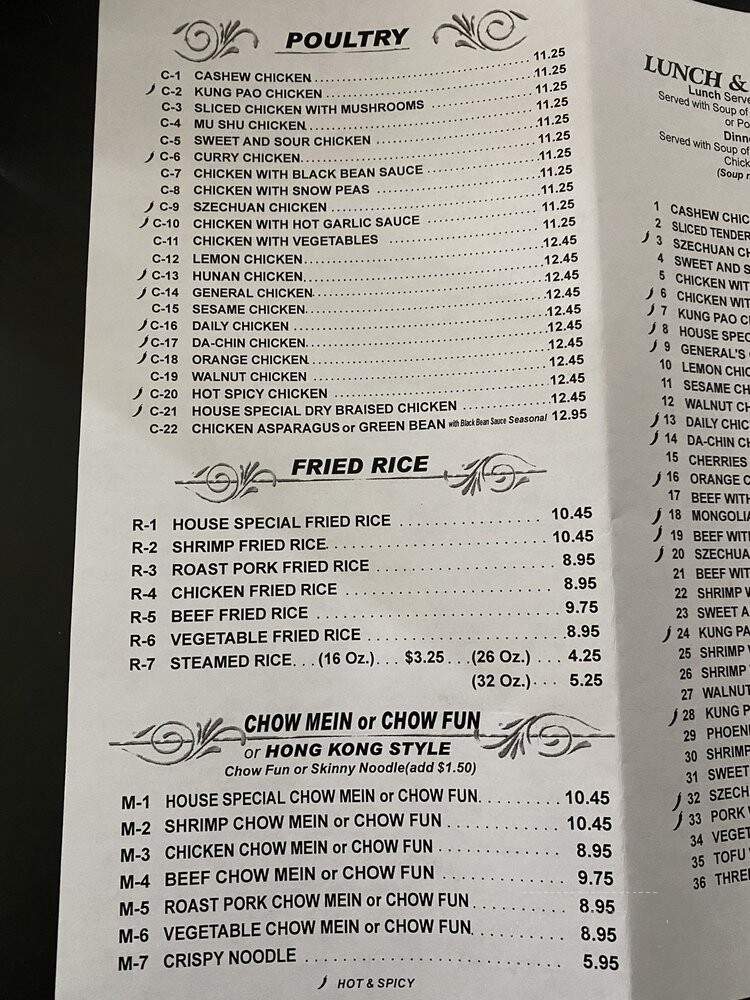 POULTRY
C-1 CASHEW CHICKEN 11.25
C-2 KUNG PAO CHICKEN 11.25
C-3 SLICED CHICKEN WITH MUSHROOMS 11.25
C-4 MU SHU CHICKEN 11.25
C-5 SWEET AND SOUR CHICKEN 11.25
C-6 CURRY CHICKEN 11.25
C-7 CHICKEN WITH BLACK BEAN SAUCE 11.25
C-8 CHICKEN WITH SNOW PEAS 11.25
C-9 SZECHUAN CHICKEN 11.25
C-10 CHICKEN WITH HOT GARLIC SAUCE 11.25
C-11 CHICKEN WITH VEGETABLES 11.25
C-12 LEMON CHICKEN 12.45
C-13 HUNAN CHICKEN 12.45
C-14 GENERAL CHICKEN 12.45
C-15 SESAME CHICKEN 12.45
C-16 DAILY CHICKEN 12.45
C-17 DA-CHIN CHICKEN 12.45
C-18 ORANGE CHICKEN 12.45
C-19 WALNUT CHICKEN 12.45
C-20 HOT SPICY CHICKEN 12.45
C-21 HOUSE SPECIAL DRY BRAISED CHICKEN 12.45
C-22 CHICKEN ASPARAGUS or GREEN BEAN with Black Bean Sauce Seasonal 12.95
FRIED RICE
R-1 HOUSE SPECIAL FRIED RICE 10.45
R-2 SHRIMP FRIED RICE 10.45
R-3 ROAST PORK FRIED RICE 8.95
R-4 CHICKEN FRIED RICE 8.95
R-5 BEEF FRIED RICE 9.75
R-6 VEGETABLE FRIED RICE 8.95
R-7 STEAMED RICE. . . (16 Oz.). . . $3.25 . . . (26 Oz.) . . . 4.25
(32 Oz.). . . 5.25
CHOW MEIN or CHOW FUN
or HONG KONG STYLE
Chow Fun or Skinny Noodle(add $1.50)
M-1 HOUSE SPECIAL CHOW MEIN or CHOW FUN 10.45
M-2 SHRIMP CHOW MEIN or CHOW FUN 10.45
M-3 CHICKEN CHOW MEIN or CHOW FUN 8.95
M-4 BEEF CHOW MEIN or CHOW FUN 9.75
M-5 ROAST PORK CHOW MEIN or CHOW FUN 8.95
M-6 VEGETABLE CHOW MEIN or CHOW FUN 8.95
M-7 CRISPY NOODLE 5.95
HOT & SPICY
LUNCH &
Lunch Serve
Served with Soup of
or Po
Dinn
Served with Soup of
Chick
(Soup
1 CASHEW CHIC
2 SLICED TENDER
3 SZECHUAN CH
4 SWEET AND S
5 CHICKEN WIT
6 CHICKEN WIT
7 KUNG PAO C
8 HOUSE SPEC
9 GENERAL'S
10 LEMON CHIC
11 SESAME CH
12 WALNUT CH
13 DAILY CHIC
14 DA-CHIN CH
15 CHERRIES
16 ORANGE C
17 BEEF WITH
18 MONGOLIA
19 BEEF WIT
20 SZECHUA
21 BEEF WIT
22 SHRIMP W
23 SWEET A
24 KUNG PA
25 SHRIMP
26 SHRIMP
27 WALNUT
28 KUNG P
29 PHOENI
30 SHRIMP
31 SWEET
32 SZECH
33 PORK
34 VEGET
35 TOFU
36 THRE